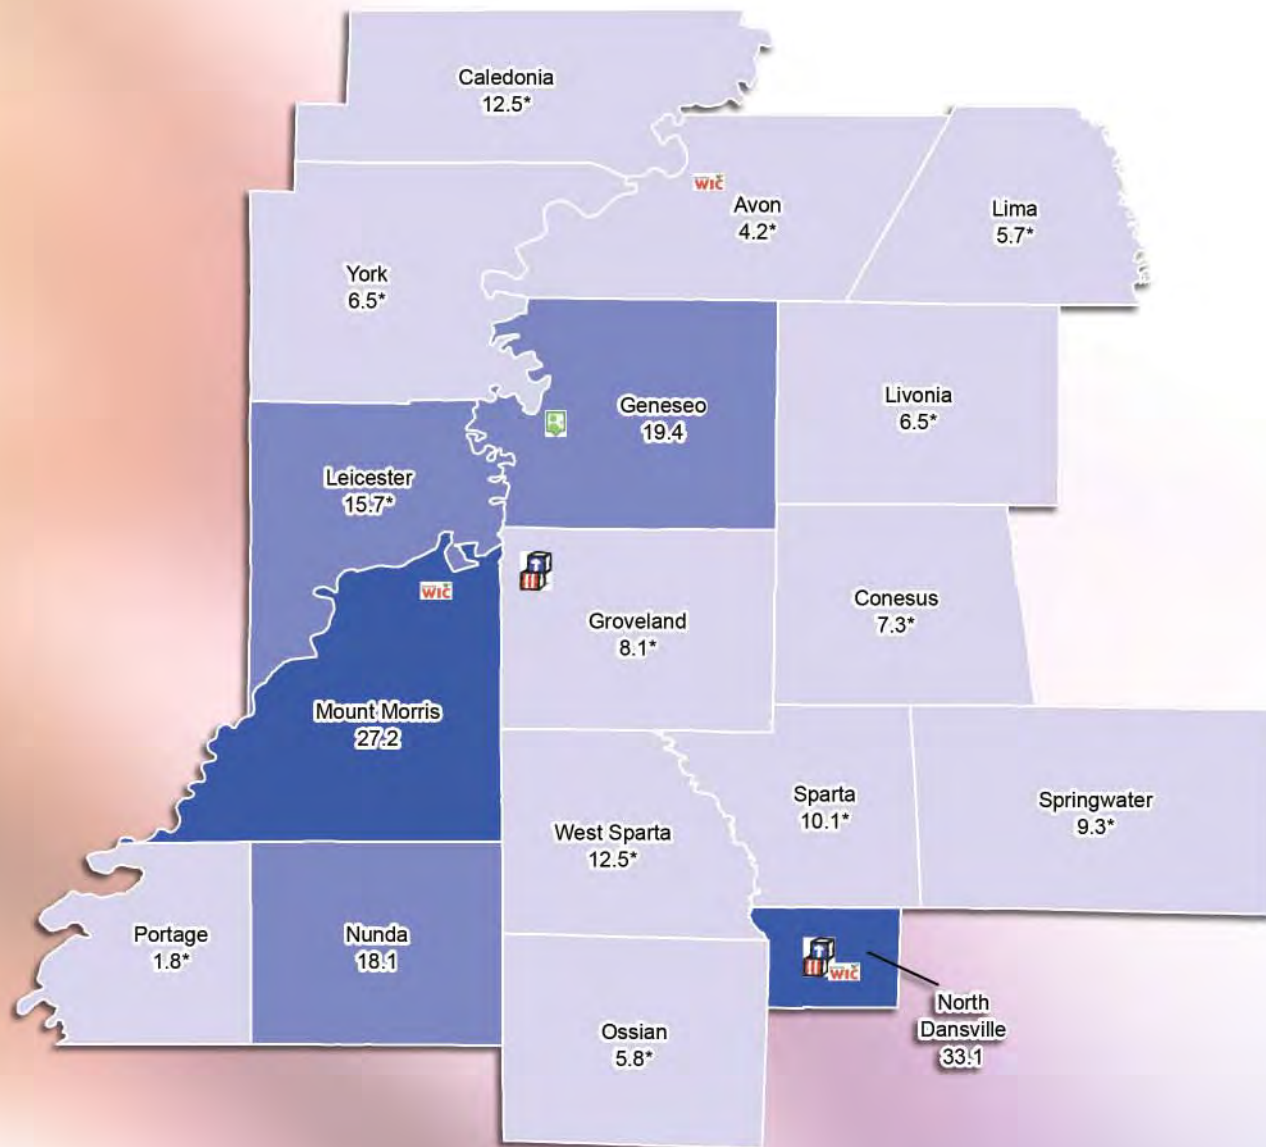 Caledonia
12.5*
WIC
Avon
4.2*
Lima
5.7*
York
6.5*
Geneseo
19.4
Livonia
6.5*
Leicester
15.7*
WIC
Groveland
8.1*
Conesus
7.3*
Mount Morris
27.2
Sparta
10.1*
Springwater
9.3*
West Sparta
12.5*
Portage
1.8*
Nunda
18.1
WIC
North
Dansville
33.1
Ossian
5.8*